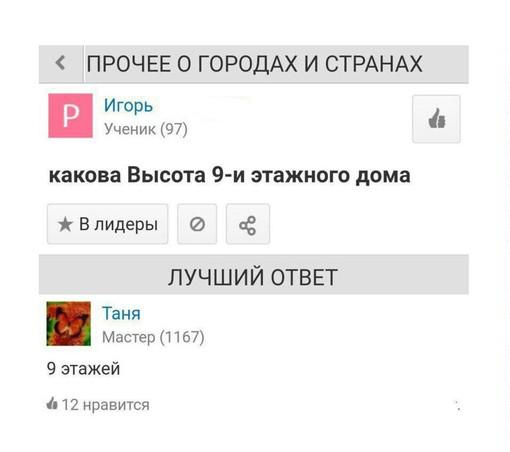 ПРОЧЕЕ О ГОРОДАХ И СТРАНАХ
Р
Игорь
Ученик (97)
какова Высота 9-и этажного дома
В лидеры
ЛУЧШИЙ ОТВЕТ
Таня
Мастер (1167)
9 этажей
12 нравится